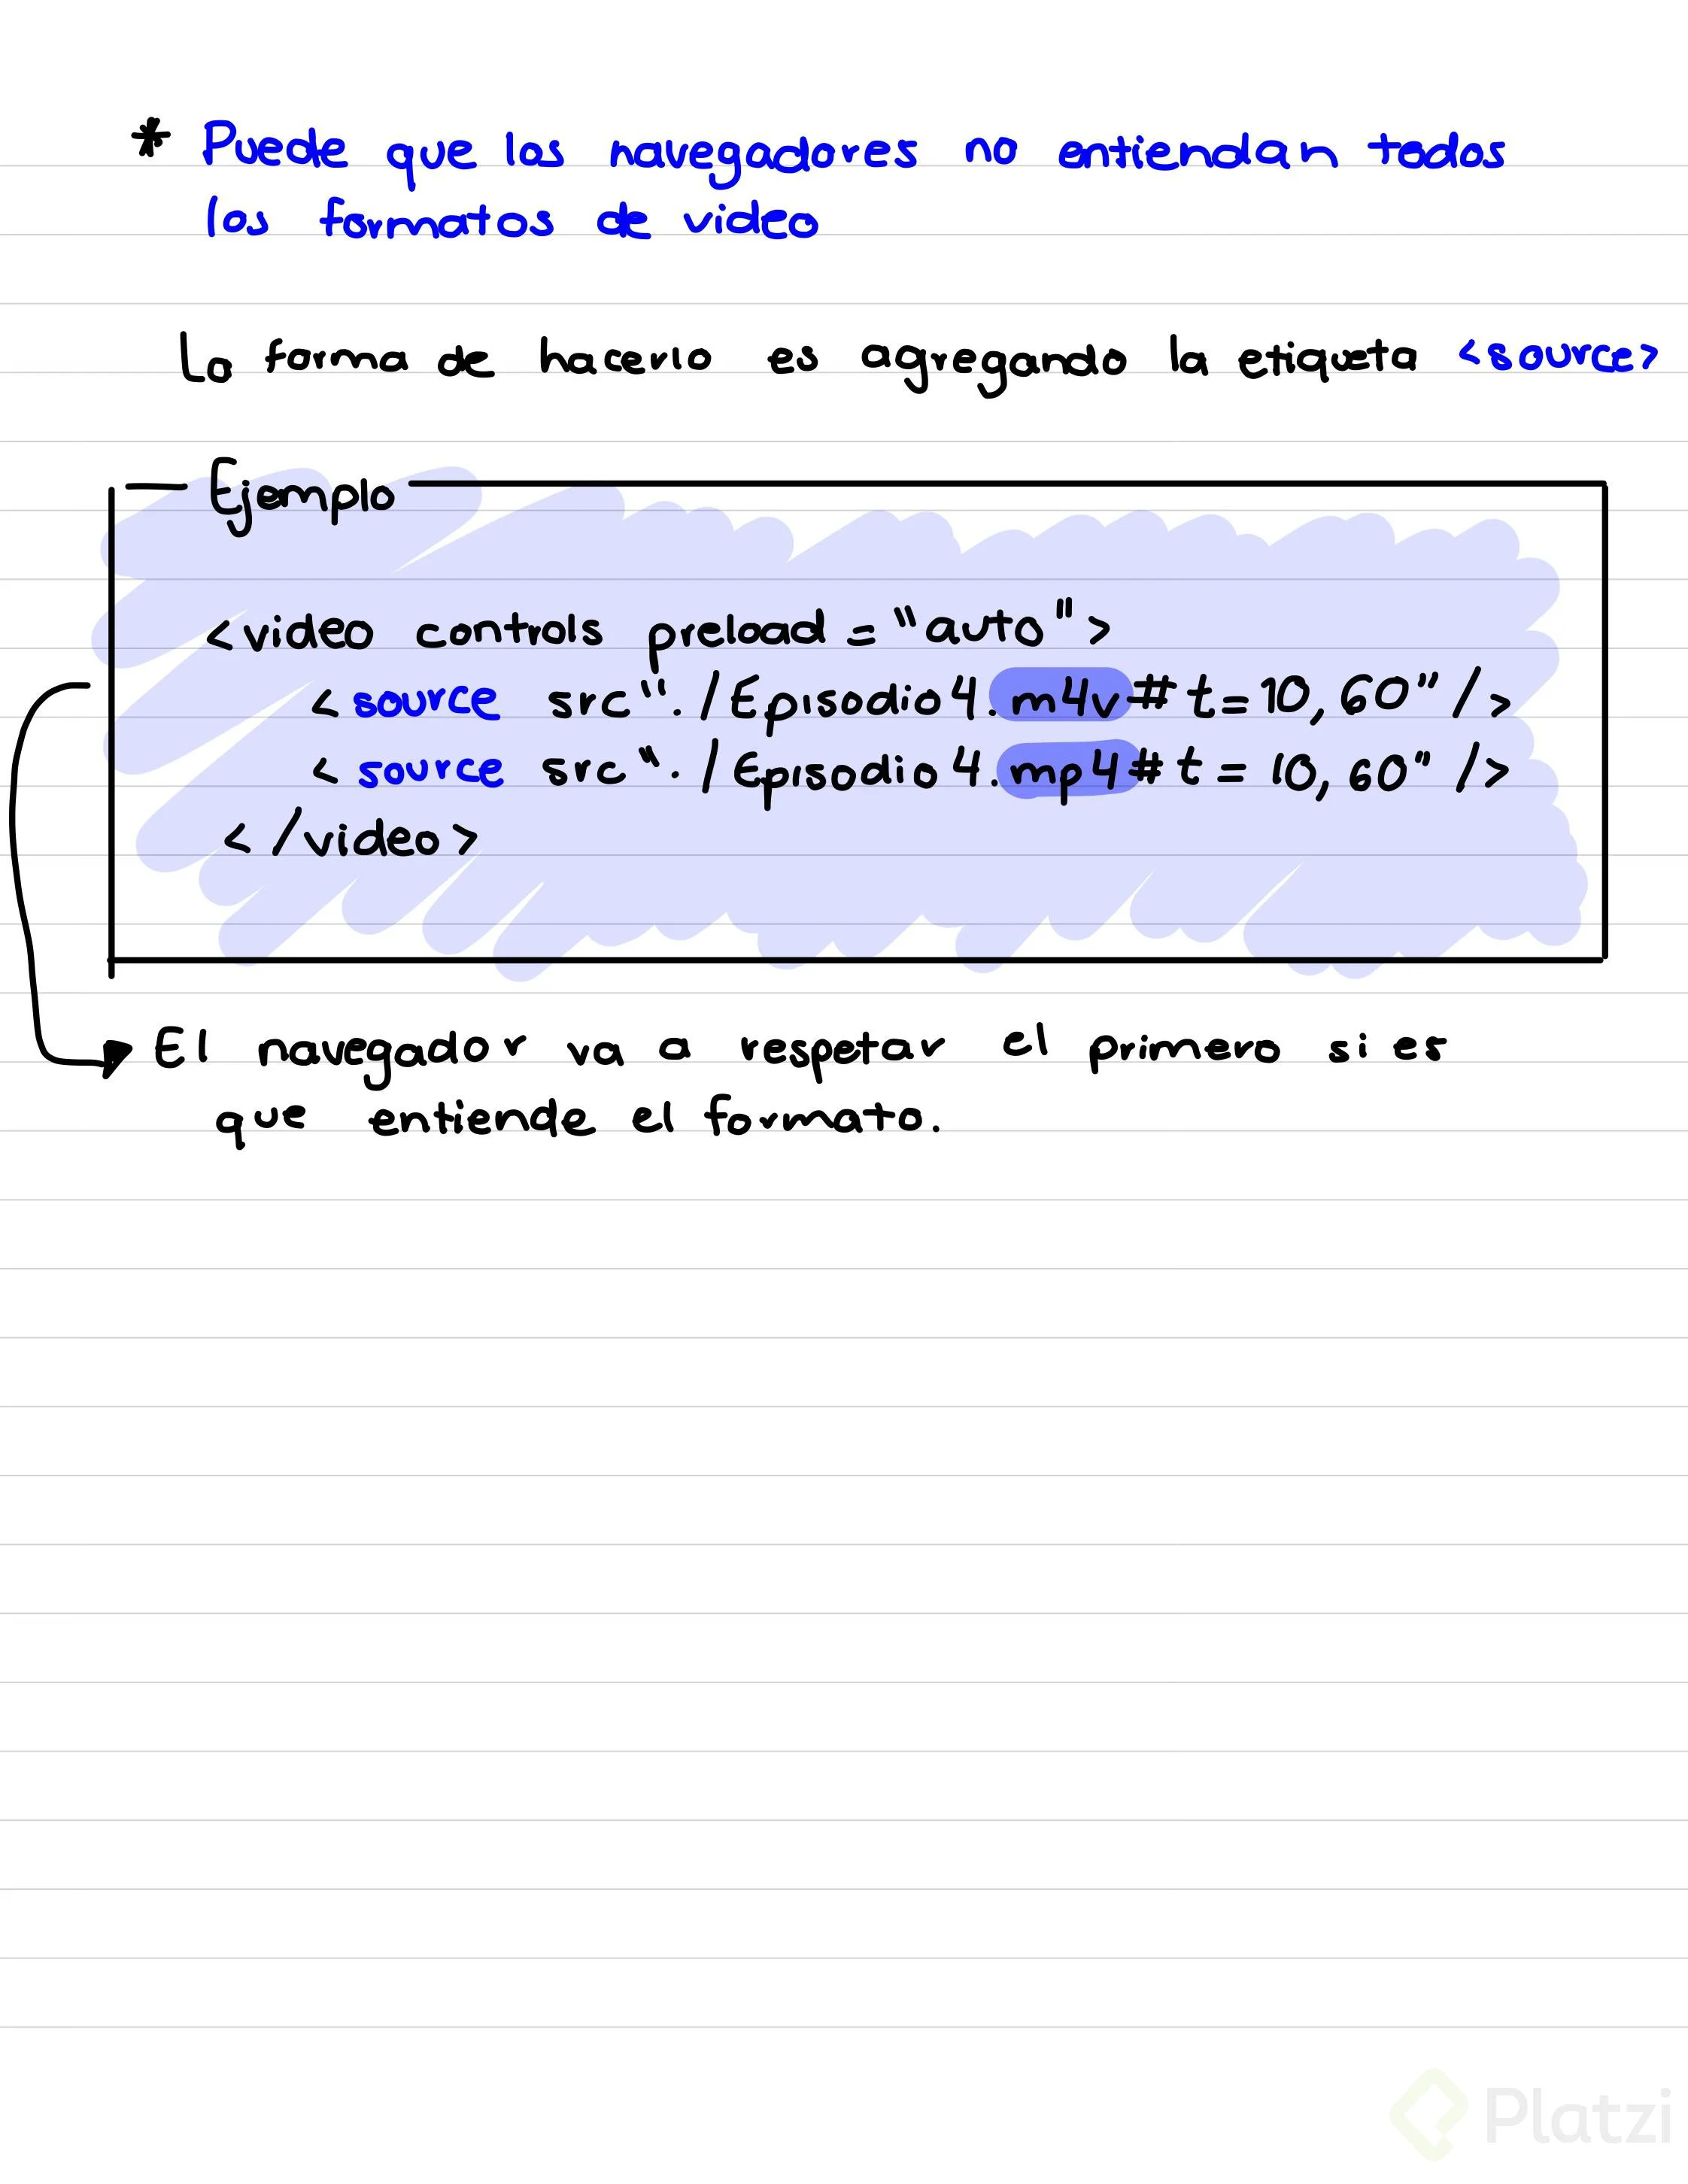 * Puede que los navegadores no entiendan todos
los formatos de video
La forma de hacerlo es agregando la etiqueta <source>
Ejemplo
<video controls preload = "auto">
<source src"./Episodio4.m4v#t=10,60"/>
<source src"./Episodio4.mp4#t=10,60"/>
</video>
El navegador va a respetar el primero si es
que entiende el formato.
Platzi